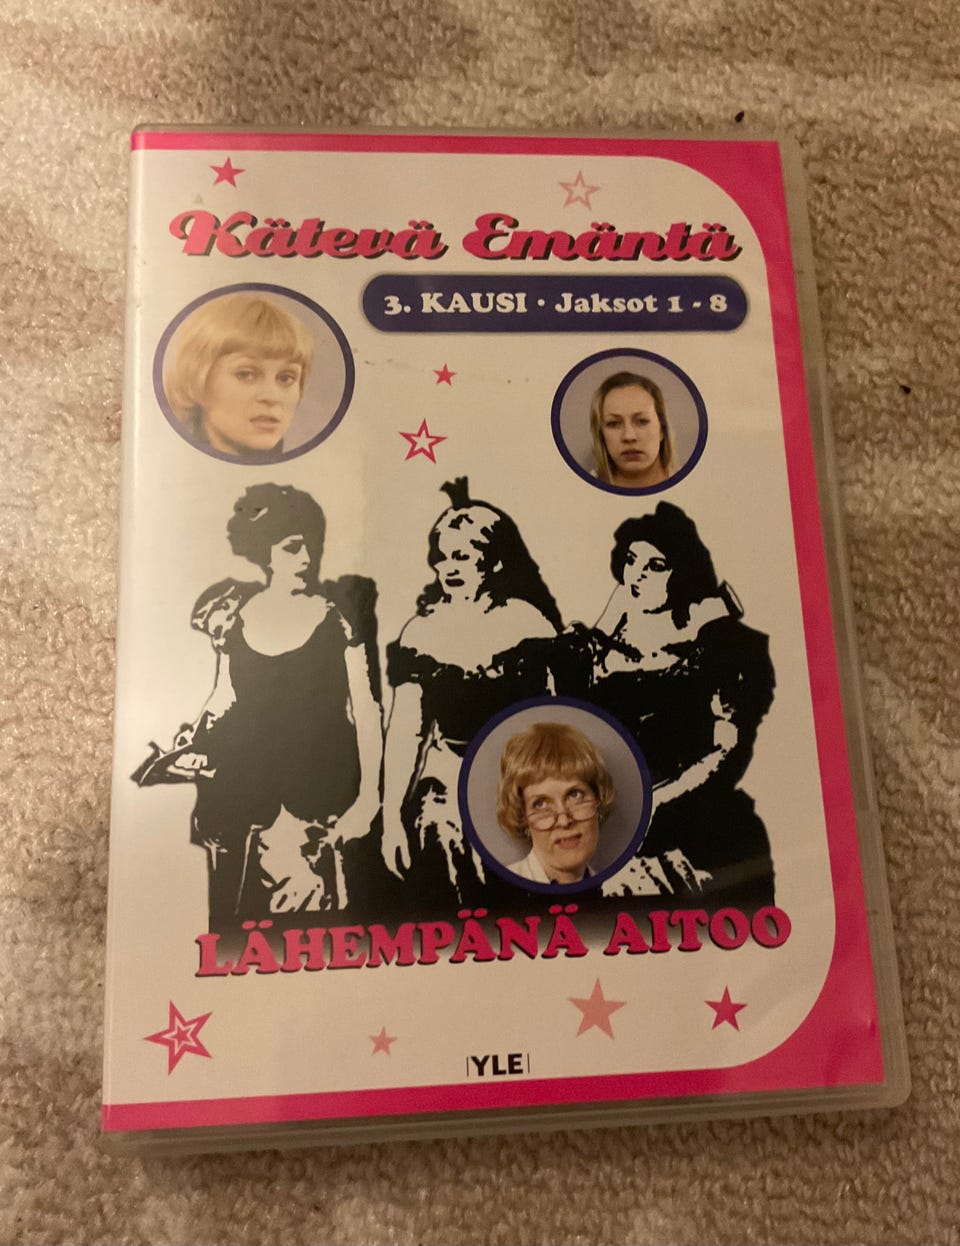 Kätevä Emäntä
3. KAUSI · Jaksot 1 - 8
LÄHEMPÄNÄ AITOO
YLE